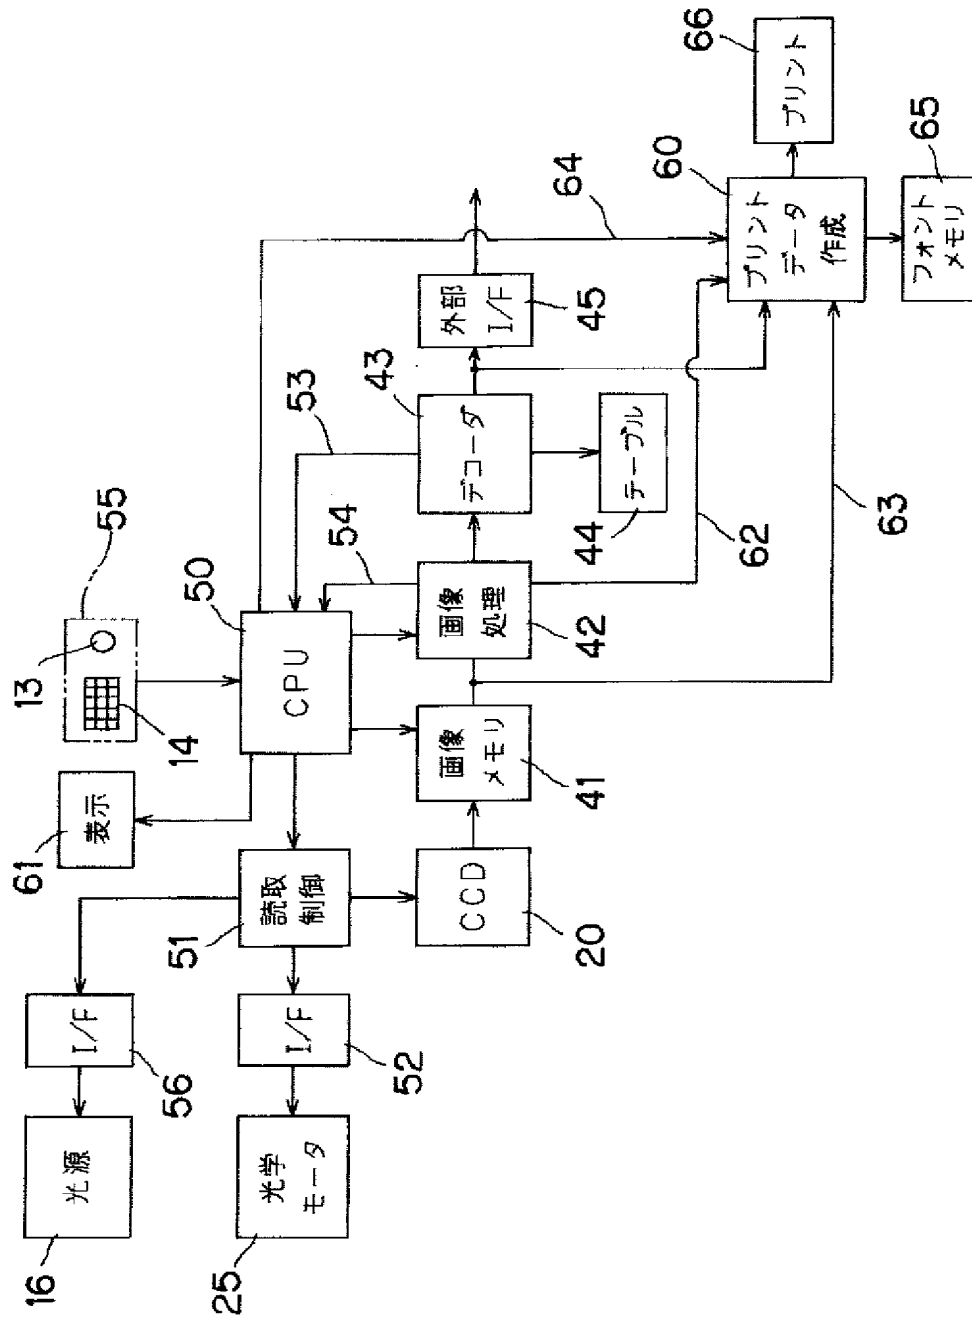 16
光源
56
I/F
61
表示
13
14
55
25
光学
モータ
52
I/F
51
読取
制御
50
CPU
53
54
64
20
CCD
41
画像
メモリ
42
画像
処理
43
デコーダ
45
外部
I/F
44
テーブル
62
63
60
プリント
データ
作成
66
プリント
65
フォント
メモリ